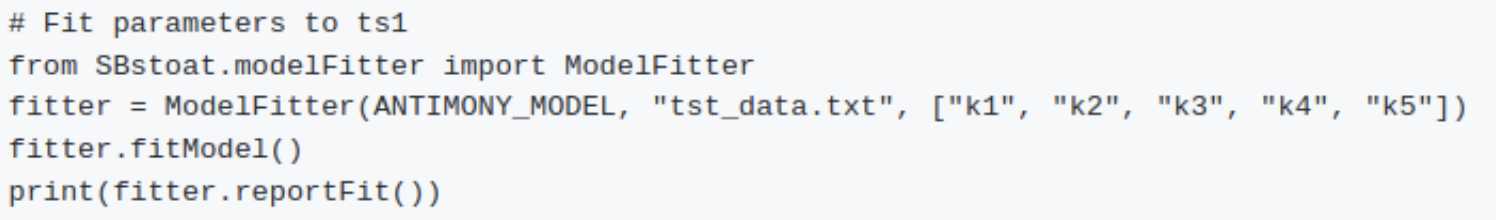 # Fit parameters to ts1
from SBstoat.modelFitter import ModelFitter
fitter = ModelFitter(ANTIMONY_MODEL, "tst_data.txt", ["k1", "k2", "k3", "k4", "k5"])
fitter.fitModel()
print(fitter.reportFit())